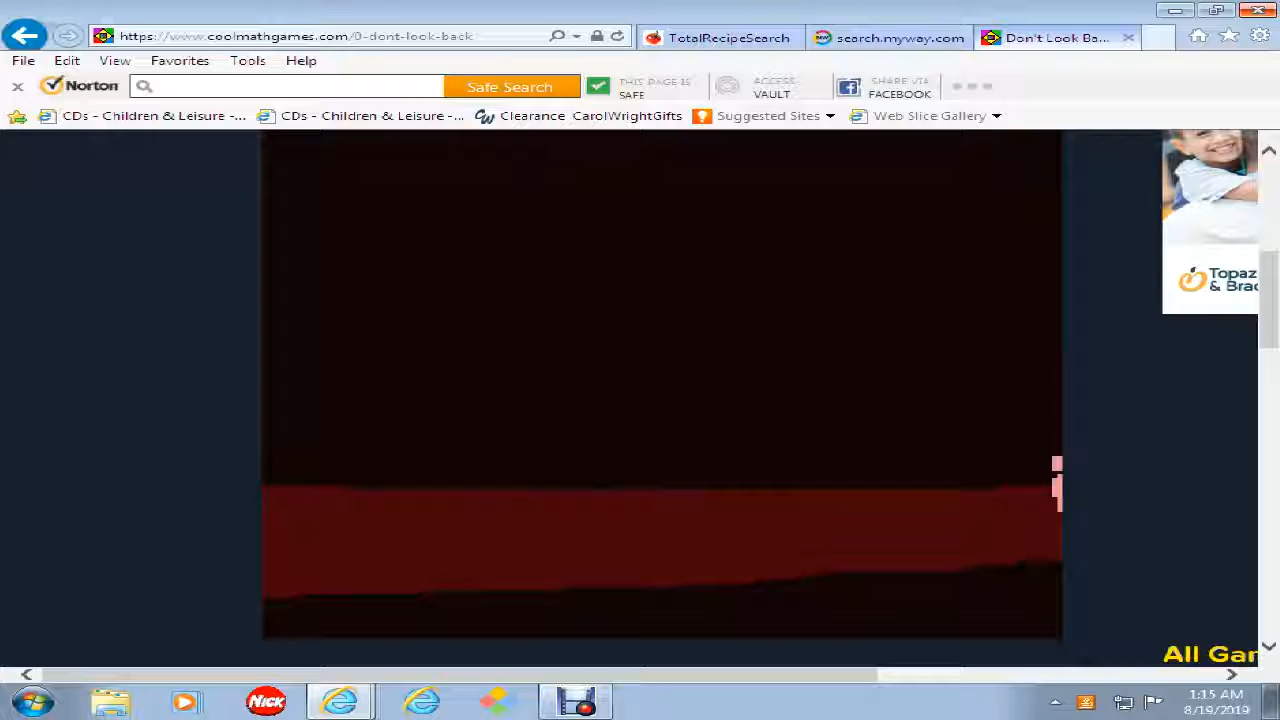 https://www.coolmathgames.com/0-dont-look-back
TotalRecipeSearch
search.myway.com
Don't Look Ba...
File Edit View Favorites Tools Help
Norton
Safe Search
THIS PAGE IS
SAFE
ACCESS
VAULT
SHARE VIA
FACEBOOK
CDs - Children & Leisure -...
CDs - Children & Leisure -...
Clearance CarolWrightGifts
Suggested Sites
Web Slice Gallery
Topaz
& Brac
All Gar
NICK
1:15 AM
8/19/2019